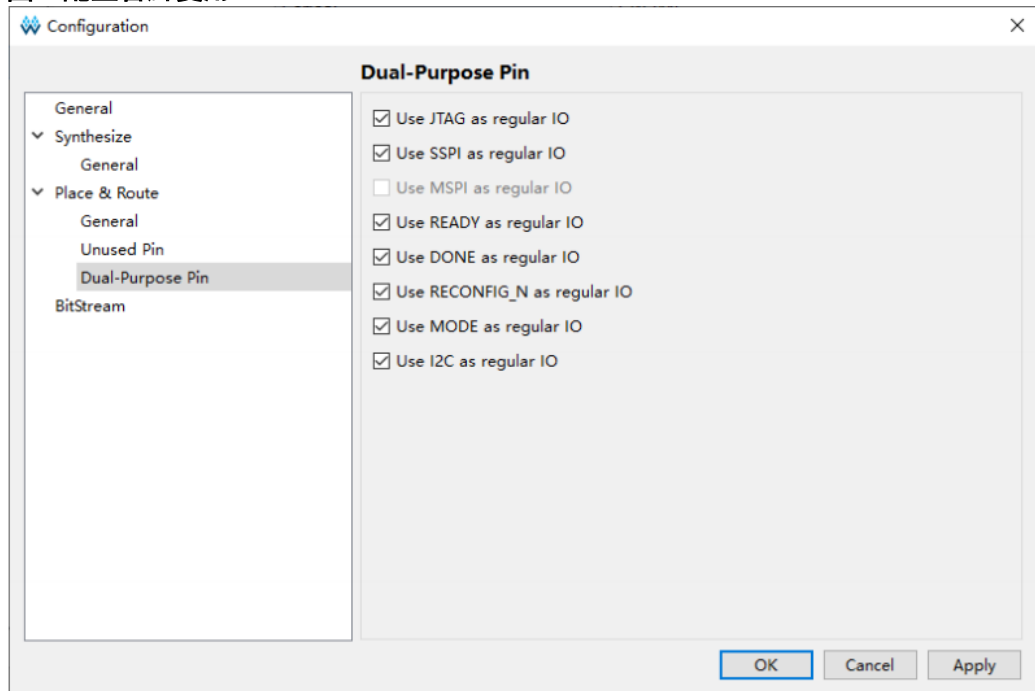 Configuration
Dual-Purpose Pin
General
Synthesize
General
Place & Route
General
Unused Pin
Dual-Purpose Pin
BitStream
Use JTAG as regular IO
Use SSPI as regular IO
Use MSPI as regular IO
Use READY as regular IO
Use DONE as regular IO
Use RECONFIG_N as regular IO
Use MODE as regular IO
Use I2C as regular IO
OK
Cancel
Apply